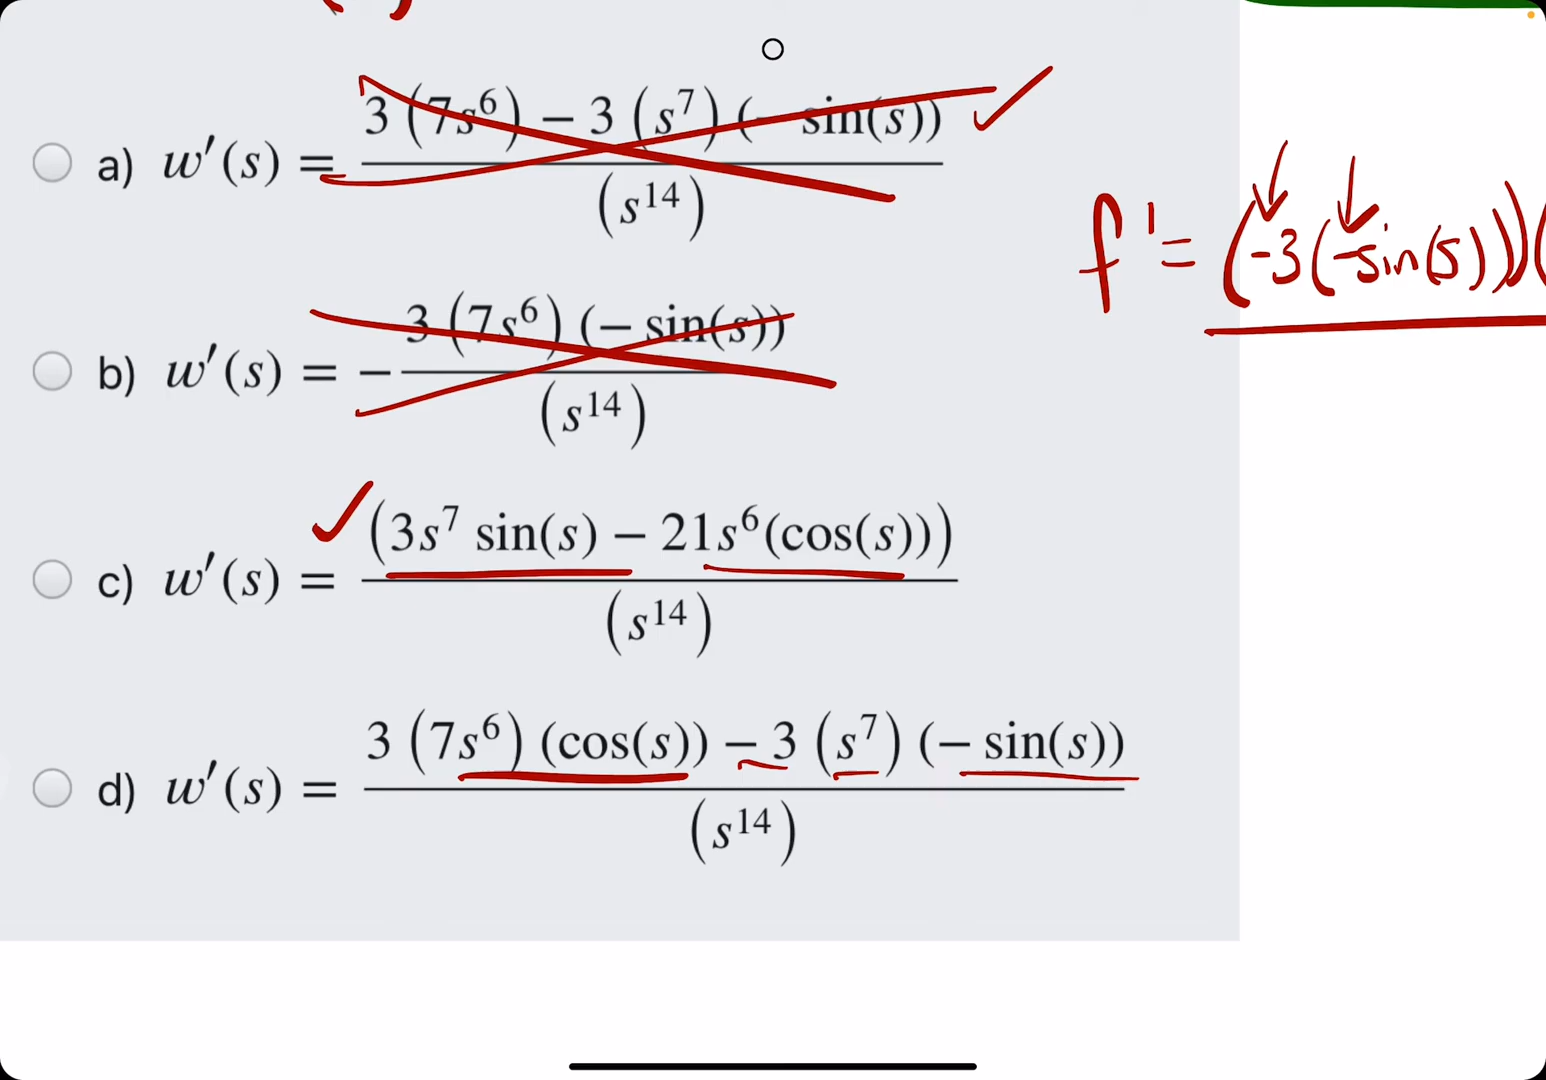 a) w′(s) = 3 (7s⁶) – 3 (s⁷) (– sin(s)) / (s¹⁴)
f' = (-3(-sin(s)))(
b) w′(s) = – 3 (7s⁶) (– sin(s)) / (s¹⁴)
c) w′(s) = (3s⁷ sin(s) – 21s⁶(cos(s))) / (s¹⁴)
d) w′(s) = 3 (7s⁶) (cos(s)) – 3 (s⁷) (– sin(s)) / (s¹⁴)